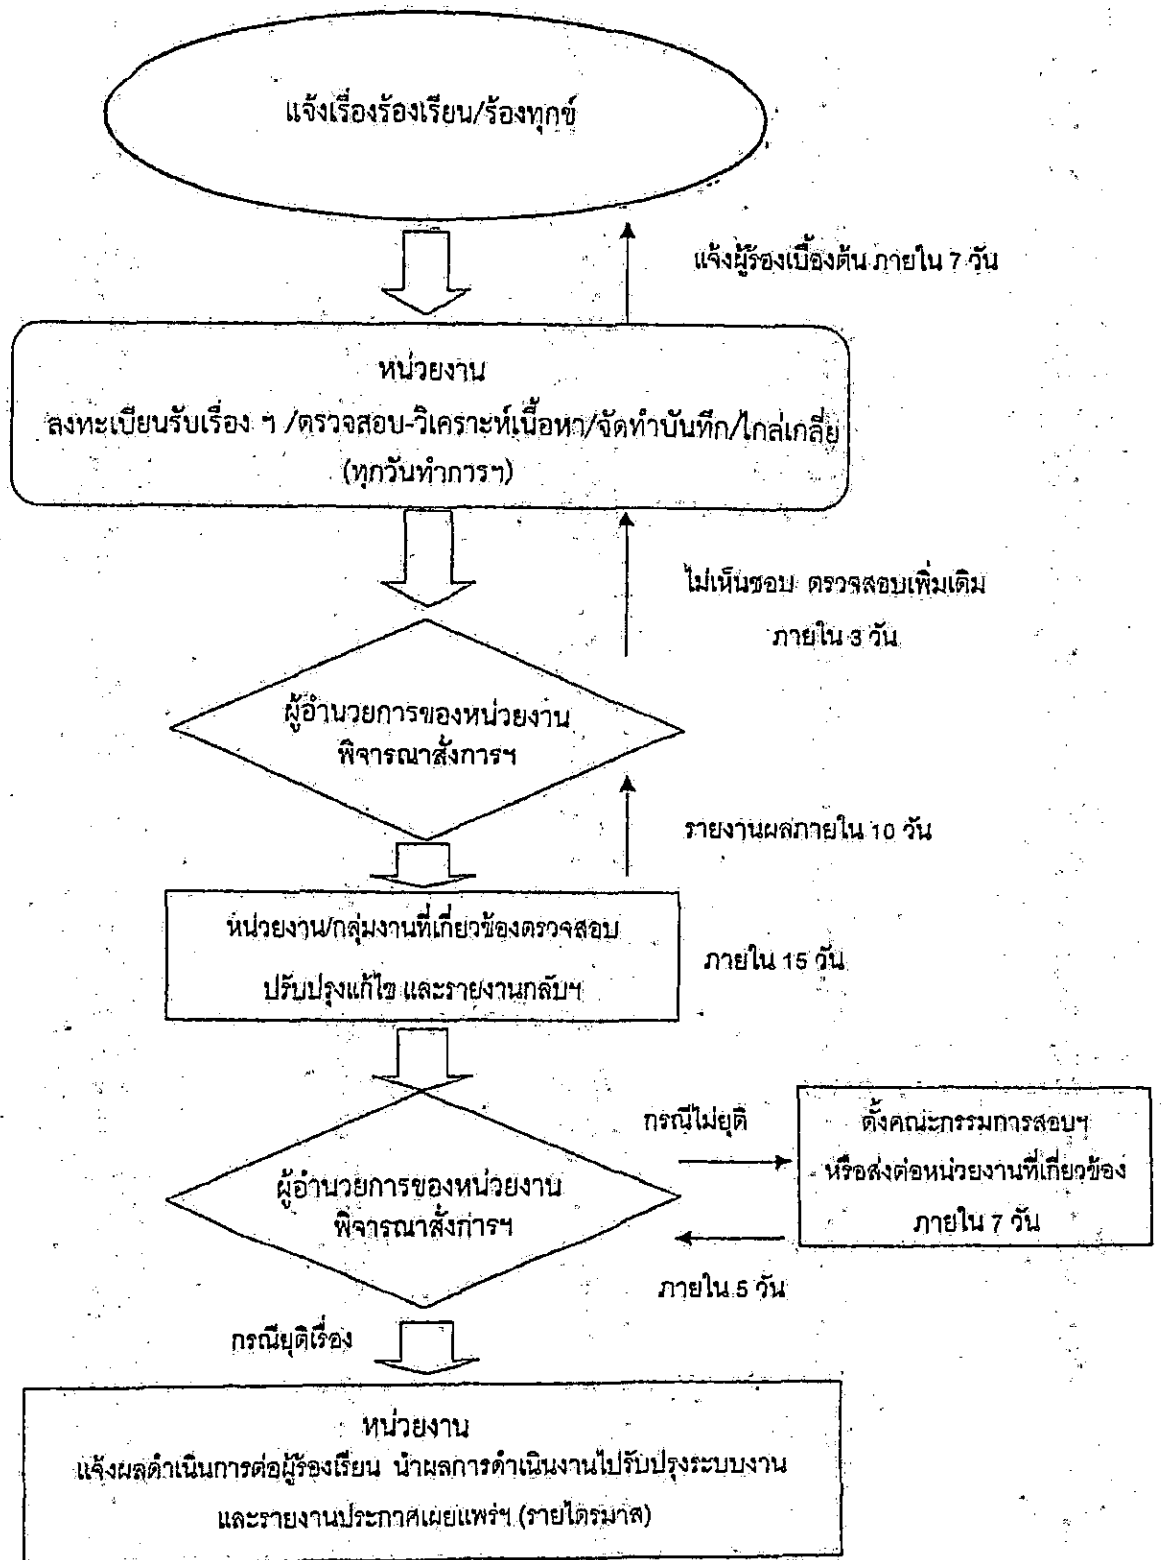 แจ้งเรื่องร้องเรียน/ร้องทุกข์
แจ้งผู้ร้องเบื้องต้น ภายใน 7 วัน
หน่วยงาน
ลงทะเบียนรับเรื่อง ฯ /ตรวจสอบ-วิเคราะห์เนื้อหา/จัดทำบันทึก/ไกล่เกลี่ย
(ทุกวันทำการฯ)
ไม่เห็นชอบ ตรวจสอบเพิ่มเติม
ภายใน 3 วัน
ผู้อำนวยการของหน่วยงาน
พิจารณาสั่งการฯ
รายงานผลภายใน 10 วัน
หน่วยงาน/กลุ่มงานที่เกี่ยวข้องตรวจสอบ
ปรับปรุงแก้ไข และรายงานกลับฯ
ภายใน 15 วัน
กรณีไม่ยุติ
ตั้งคณะกรรมการสอบฯ
หรือส่งต่อหน่วยงานที่เกี่ยวข้อง
ภายใน 7 วัน
ผู้อำนวยการของหน่วยงาน
พิจารณาสั่งการฯ
ภายใน 5 วัน
กรณียุติเรื่อง
หน่วยงาน
แจ้งผลดำเนินการต่อผู้ร้องเรียน นำผลการดำเนินงานไปปรับปรุงระบบงาน
และรายงานประกาศเผยแพร่ฯ (รายไตรมาส)